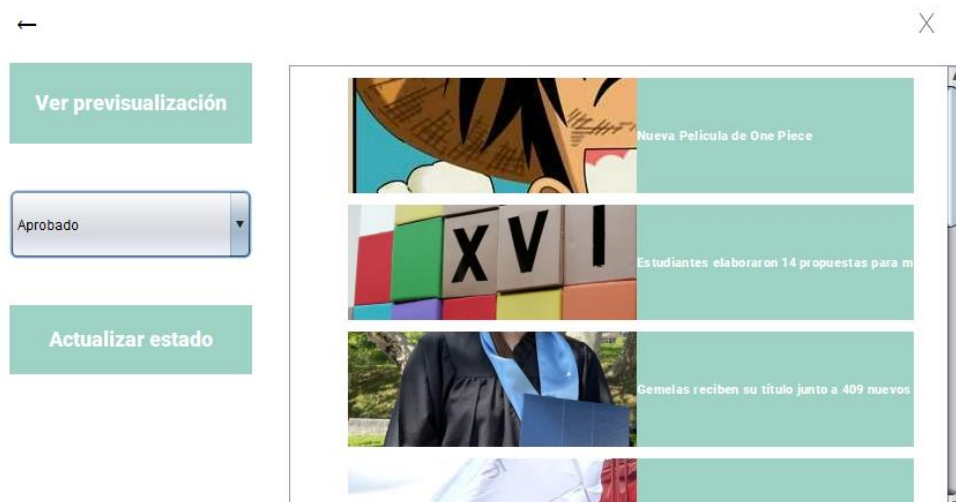 ←
X
Ver previsualización
Aprobado
Actualizar estado
Nueva Pelicula de One Piece
XVI
Estudiantes elaboraron 14 propuestas para m
Gemelas reciben su título junto a 409 nuevos